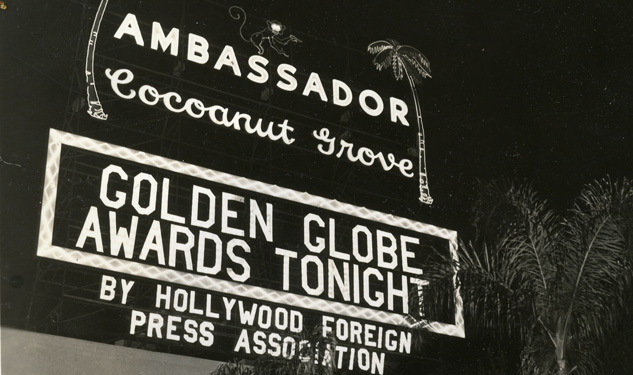 AMBASSADOR
Cocoanut Grove
GOLDEN GLOBE
AWARDS TONIGHT
BY HOLLYWOOD FOREIGN
PRESS ASSOCIATION